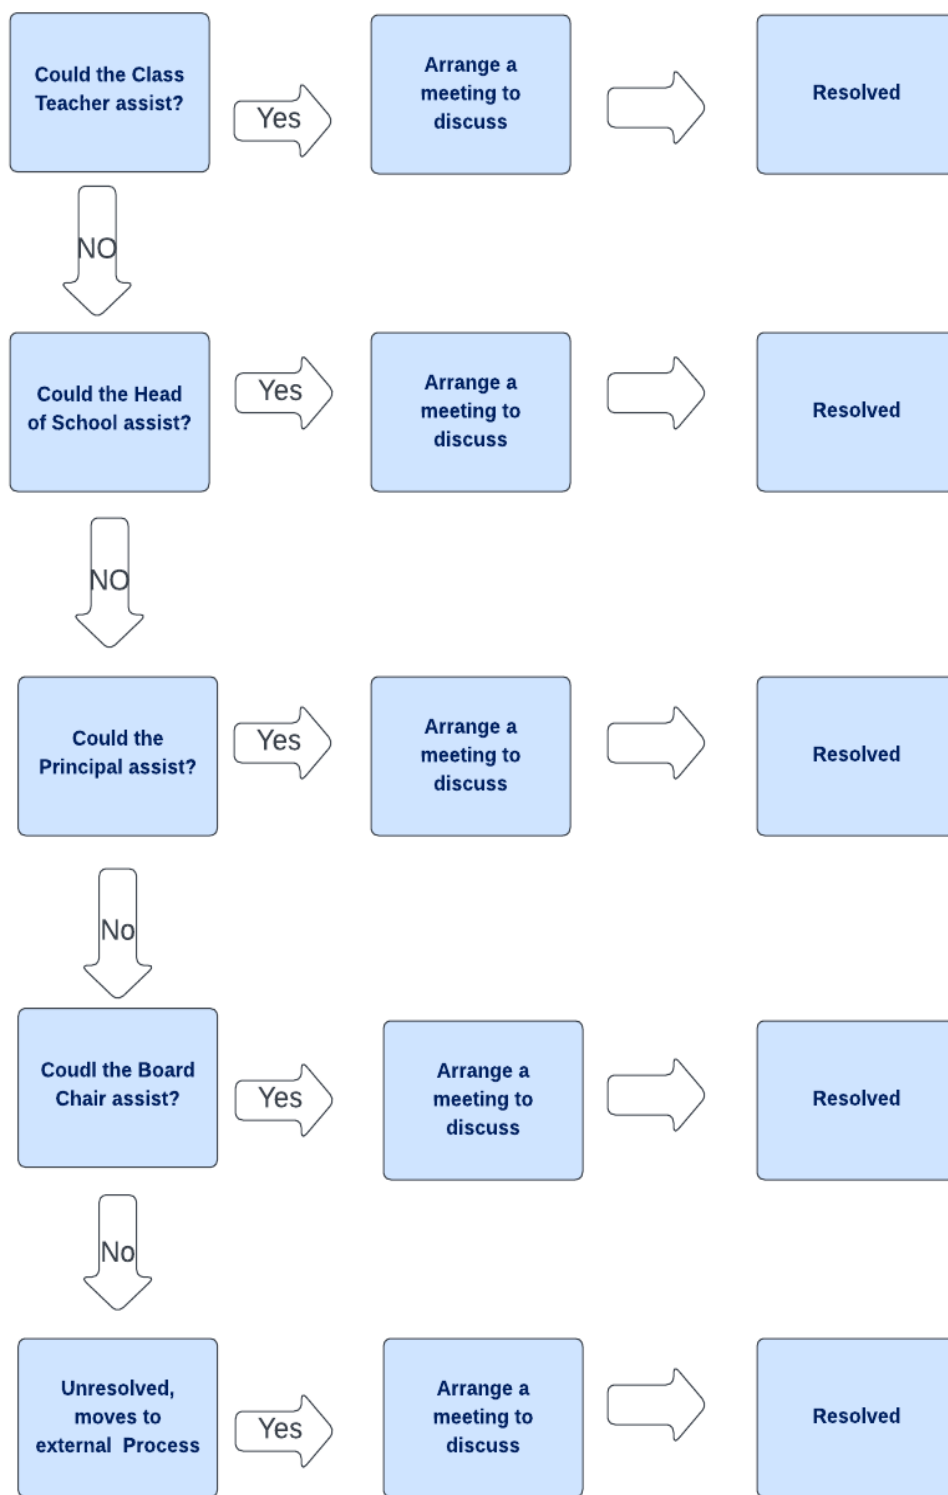 Could the Class
Teacher assist?
Yes
Arrange a
meeting to
discuss
Resolved
NO
Could the Head
of School assist?
Yes
Arrange a
meeting to
discuss
Resolved
NO
Could the
Principal assist?
Yes
Arrange a
meeting to
discuss
Resolved
No
Coudl the Board
Chair assist?
Yes
Arrange a
meeting to
discuss
Resolved
No
Unresolved,
moves to
external  Process
Yes
Arrange a
meeting to
discuss
Resolved